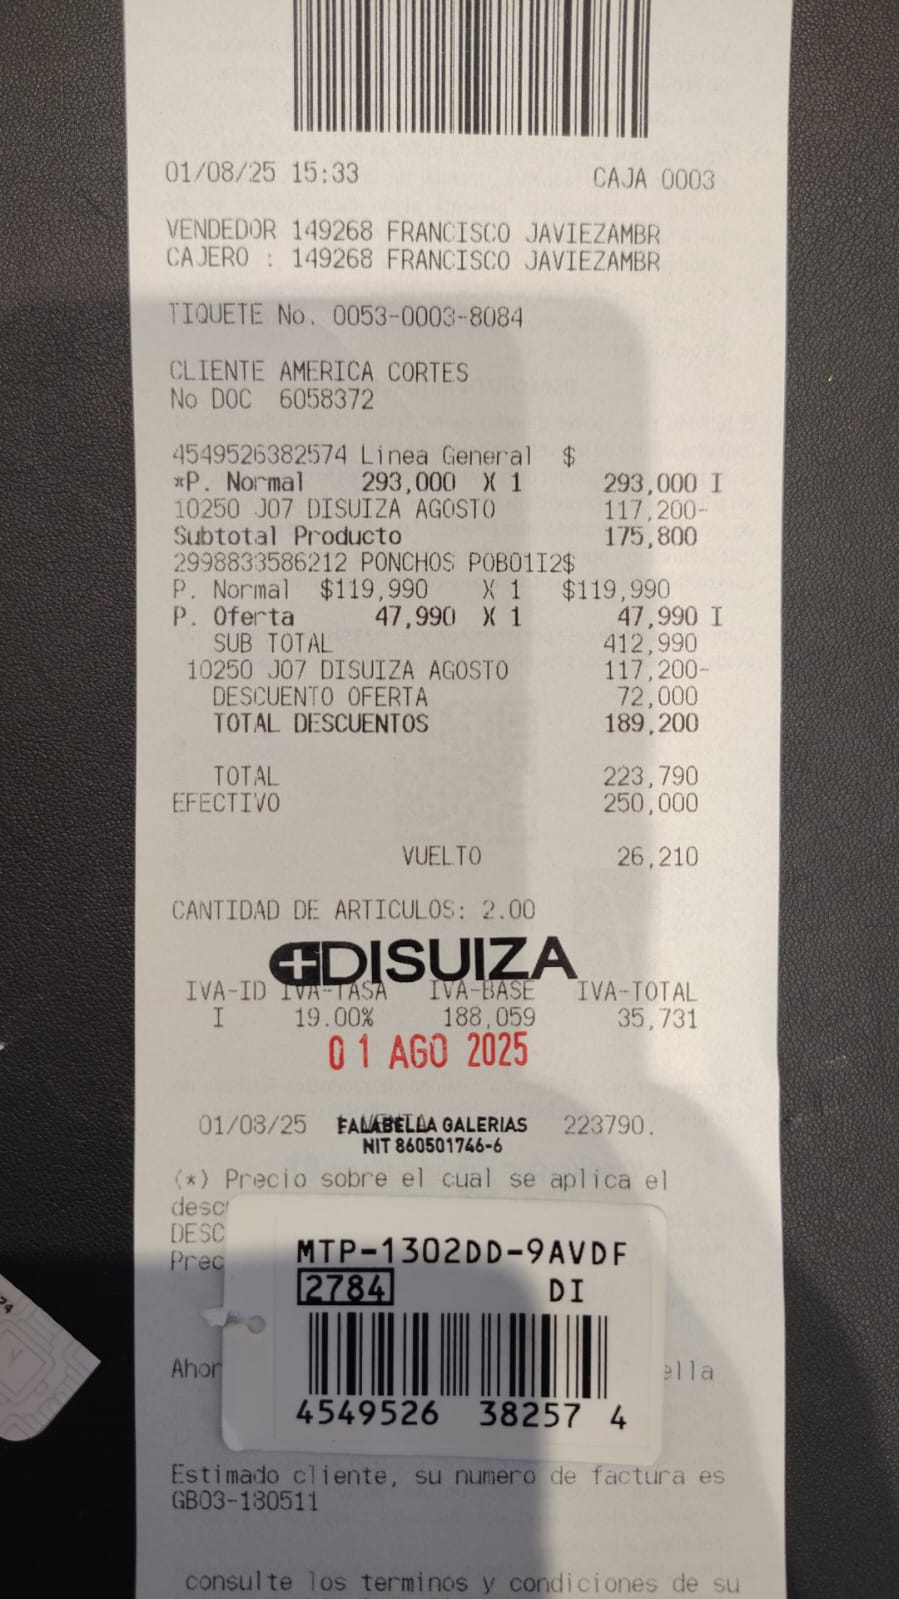 01/08/25 15:33 CAJA 0003
VENDEDOR 149268 FRANCISCO JAVIEZAMBR
CAJERO : 149268 FRANCISCO JAVIEZAMBR
TIQUETE No. 0053-0003-8084
CLIENTE AMERICA CORTES
No DOC 6058372
4549526382574 Linea General $
*P. Normal 293,000 X 1 293,000 I
10250 J07 DISUIZA AGOSTO 117,200-
Subtotal Producto 175,800
2998833586212 PONCHOS POB01I2$
P. Normal $119,990 X 1 $119,990
P. Oferta 47,990 X 1 47,990 I
SUB TOTAL 412,990
10250 J07 DISUIZA AGOSTO 117,200-
DESCUENTO OFERTA 72,000
TOTAL DESCUENTOS 189,200
TOTAL 223,790
EFECTIVO 250,000
VUELTO 26,210
CANTIDAD DE ARTICULOS: 2.00
DISUIZA
IVA-ID IVA-TASA IVA-BASE IVA-TOTAL
I 19.00% 188,059 35,731
01 AGO 2025
01/08/25 VENTA 223790.
FALABELLA GALERIAS
NIT 860501746-6
(*) Precio sobre el cual se aplica el
desc
DESC
Prec
MTP-1302DD-9AVDF
2784 DI
4549526 38257 4
Ahor ella
Estimado cliente, su numero de factura es
GB03-180511
consulte los terminos y condiciones de su